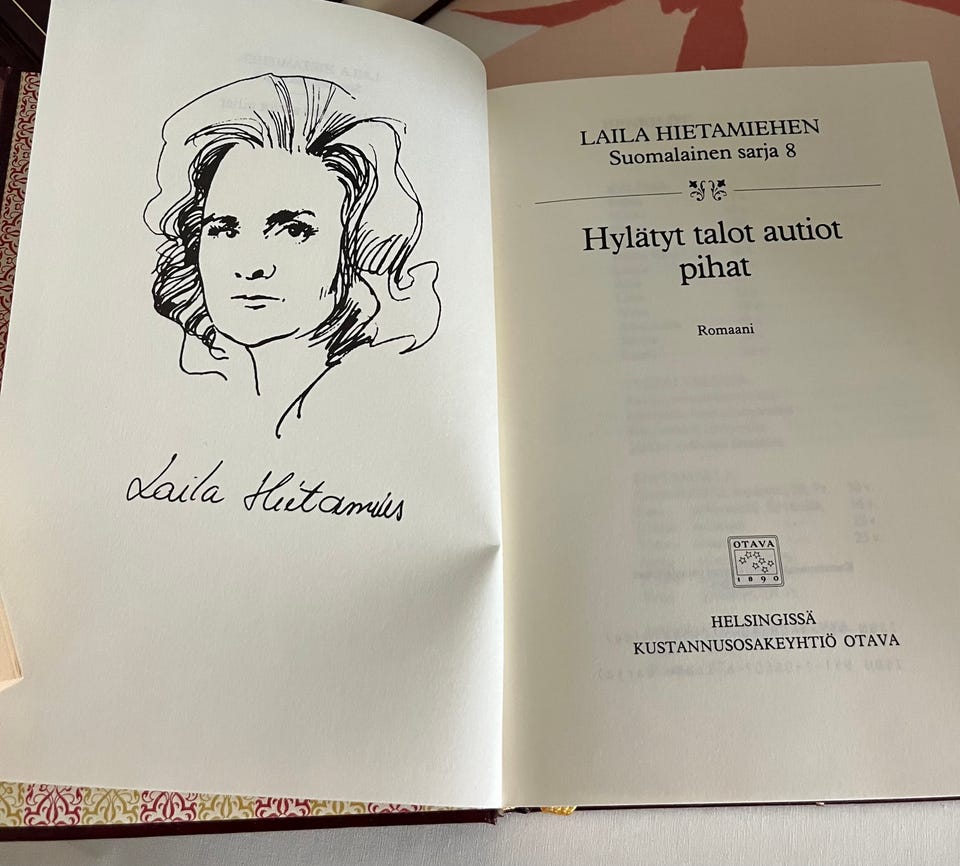 Laila Hietamies
LAILA HIETAMIEHEN
Suomalainen sarja 8
Hylätyt talot autiot
pihat
Romaani
OTAVA
1890
HELSINGISSÄ
KUSTANNUSOSAKEYHTIÖ OTAVA